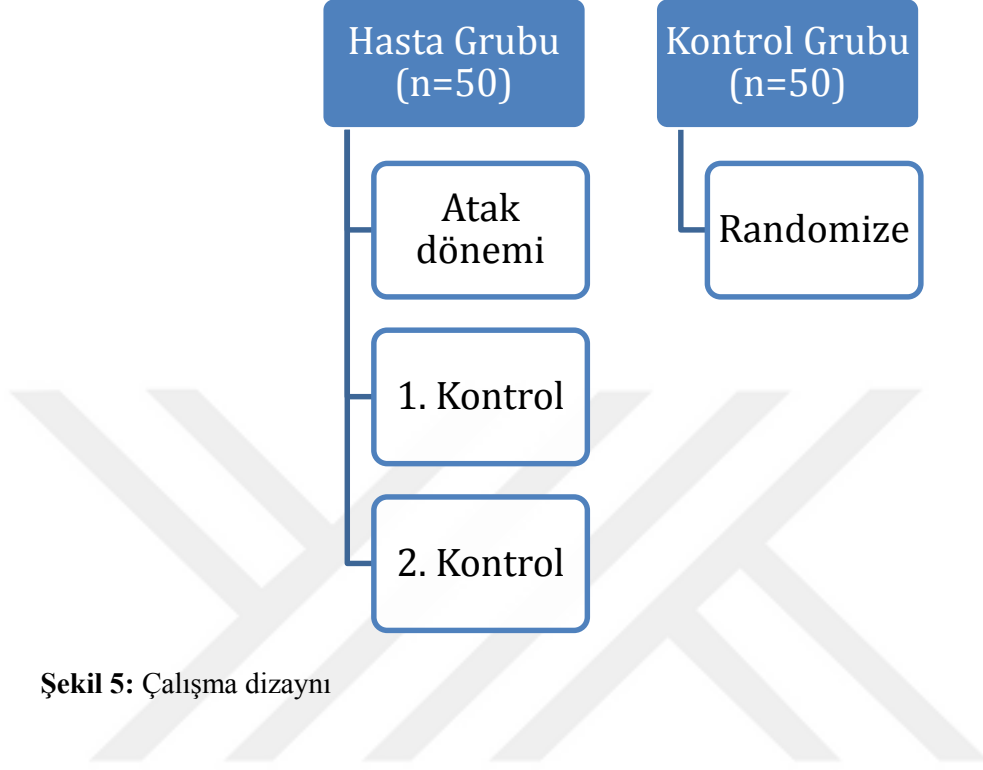 Hasta Grubu
(n=50)
Atak
dönemi
1. Kontrol
2. Kontrol
Kontrol Grubu
(n=50)
Randomize
Şekil 5: Çalışma dizaynı